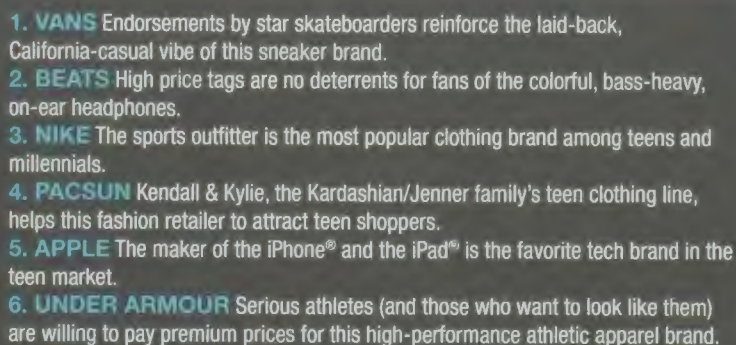 1. VANS Endorsements by star skateboarders reinforce the laid-back,
California-casual vibe of this sneaker brand.
2. BEATS High price tags are no deterrents for fans of the colorful, bass-heavy,
on-ear headphones.
3. NIKE The sports outfitter is the most popular clothing brand among teens and
millennials.
4. PACSUN Kendall & Kylie, the Kardashian/Jenner family's teen clothing line,
helps this fashion retailer to attract teen shoppers.
5. APPLE The maker of the iPhone® and the iPad® is the favorite tech brand in the
teen market.
6. UNDER ARMOUR Serious athletes (and those who want to look like them)
are willing to pay premium prices for this high-performance athletic apparel brand.